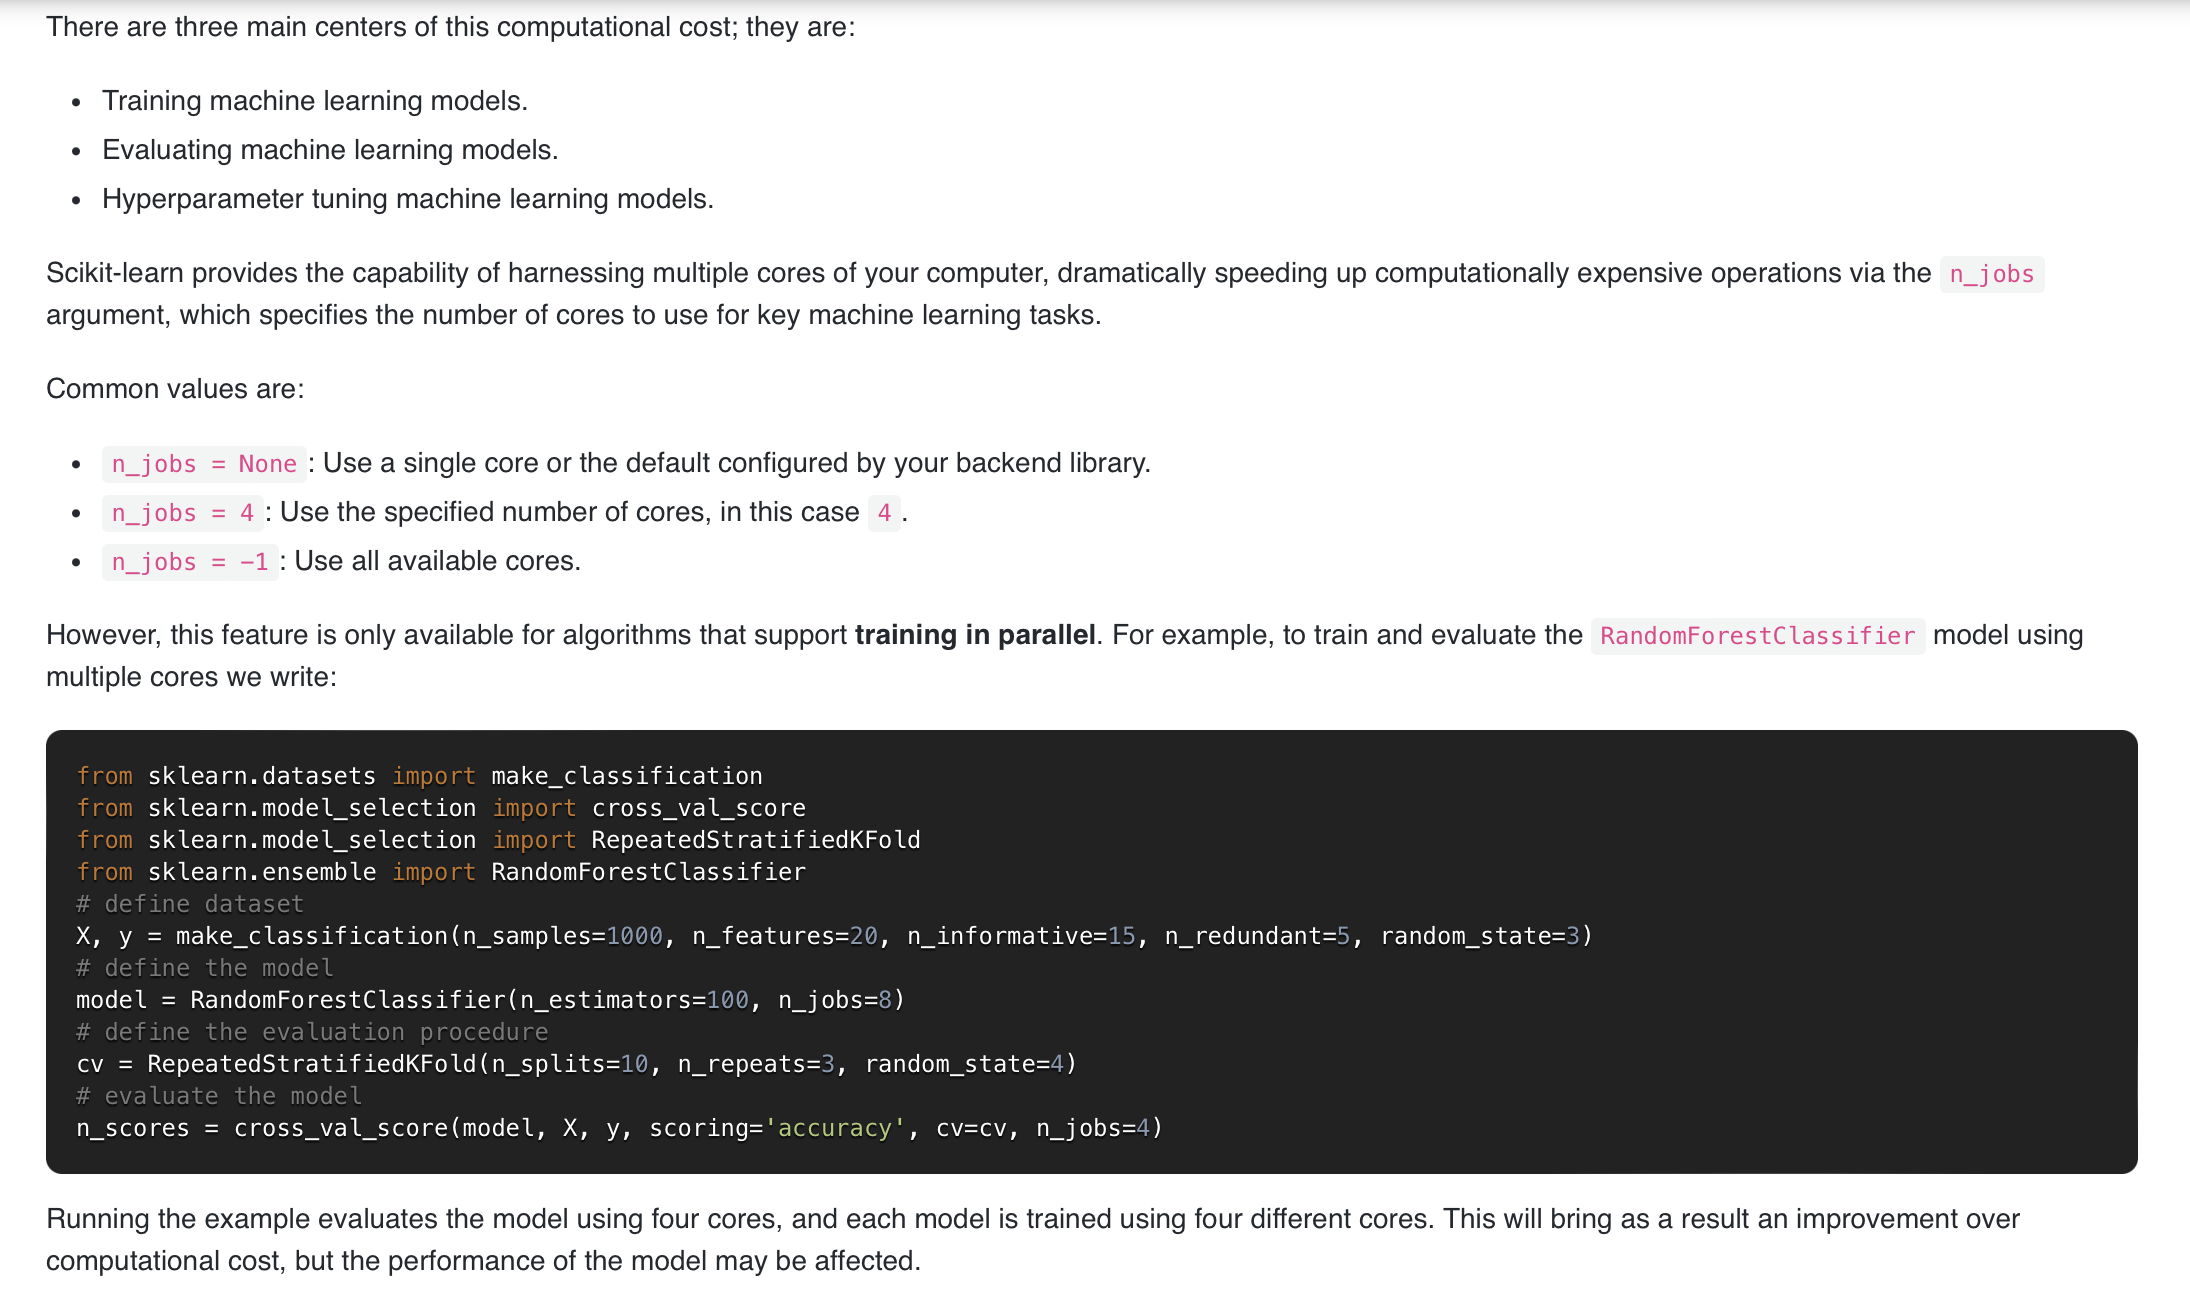 There are three main centers of this computational cost; they are:
• Training machine learning models.
• Evaluating machine learning models.
• Hyperparameter tuning machine learning models.
Scikit-learn provides the capability of harnessing multiple cores of your computer, dramatically speeding up computationally expensive operations via the n_jobs
argument, which specifies the number of cores to use for key machine learning tasks.
Common values are:
• n_jobs = None : Use a single core or the default configured by your backend library.
• n_jobs = 4 : Use the specified number of cores, in this case 4 .
• n_jobs = -1 : Use all available cores.
However, this feature is only available for algorithms that support training in parallel. For example, to train and evaluate the RandomForestClassifier model using
multiple cores we write:
from sklearn.datasets import make_classification
from sklearn.model_selection import cross_val_score
from sklearn.model_selection import RepeatedStratifiedKFold
from sklearn.ensemble import RandomForestClassifier
# define dataset
X, y = make_classification(n_samples=1000, n_features=20, n_informative=15, n_redundant=5, random_state=3)
# define the model
model = RandomForestClassifier(n_estimators=100, n_jobs=8)
# define the evaluation procedure
cv = RepeatedStratifiedKFold(n_splits=10, n_repeats=3, random_state=4)
# evaluate the model
n_scores = cross_val_score(model, X, y, scoring='accuracy', cv=cv, n_jobs=4)
Running the example evaluates the model using four cores, and each model is trained using four different cores. This will bring as a result an improvement over
computational cost, but the performance of the model may be affected.